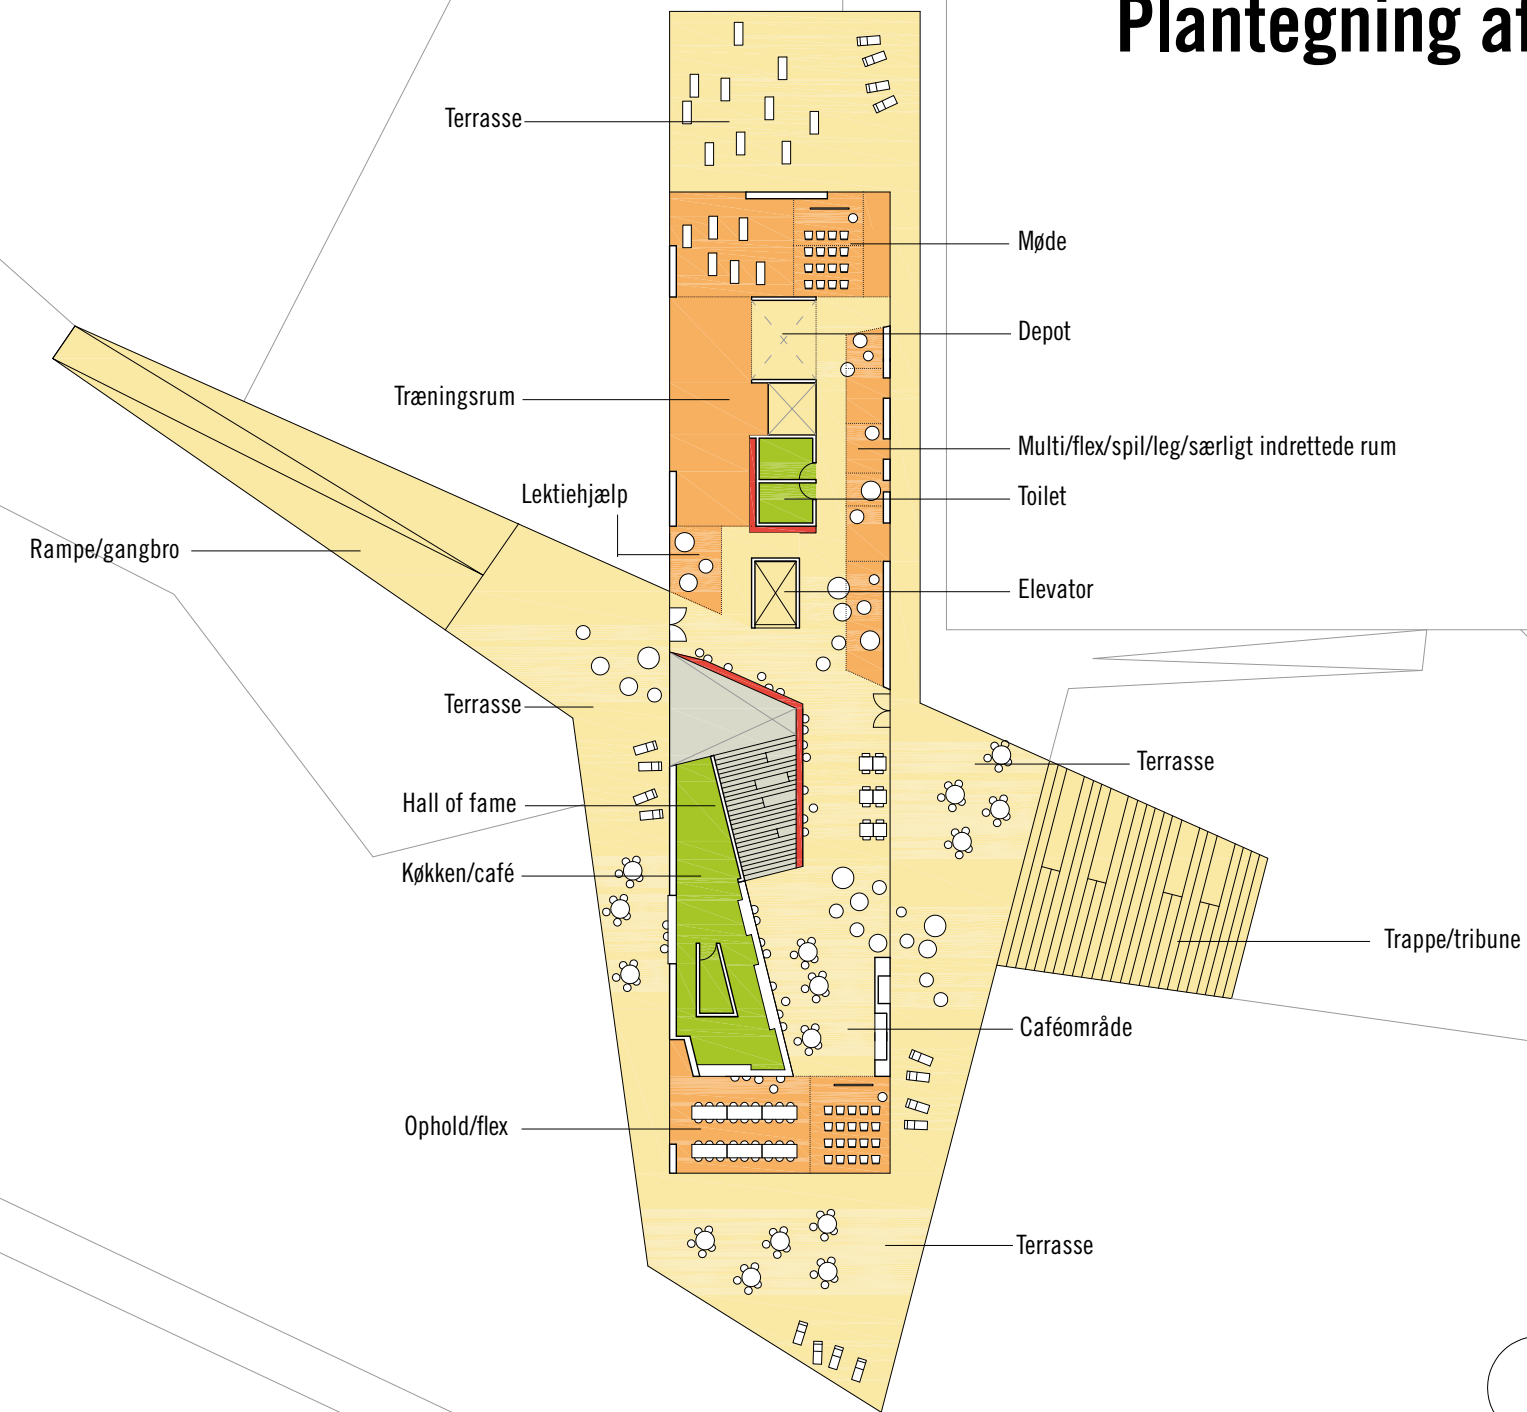 Plantegning af
Terrasse
Møde
Depot
Træningsrum
Multi/flex/spil/leg/særligt indrettede rum
Lektiehjælp
Toilet
Rampe/gangbro
Elevator
Terrasse
Terrasse
Hall of fame
Køkken/café
Trappe/tribune
Caféområde
Ophold/flex
Terrasse